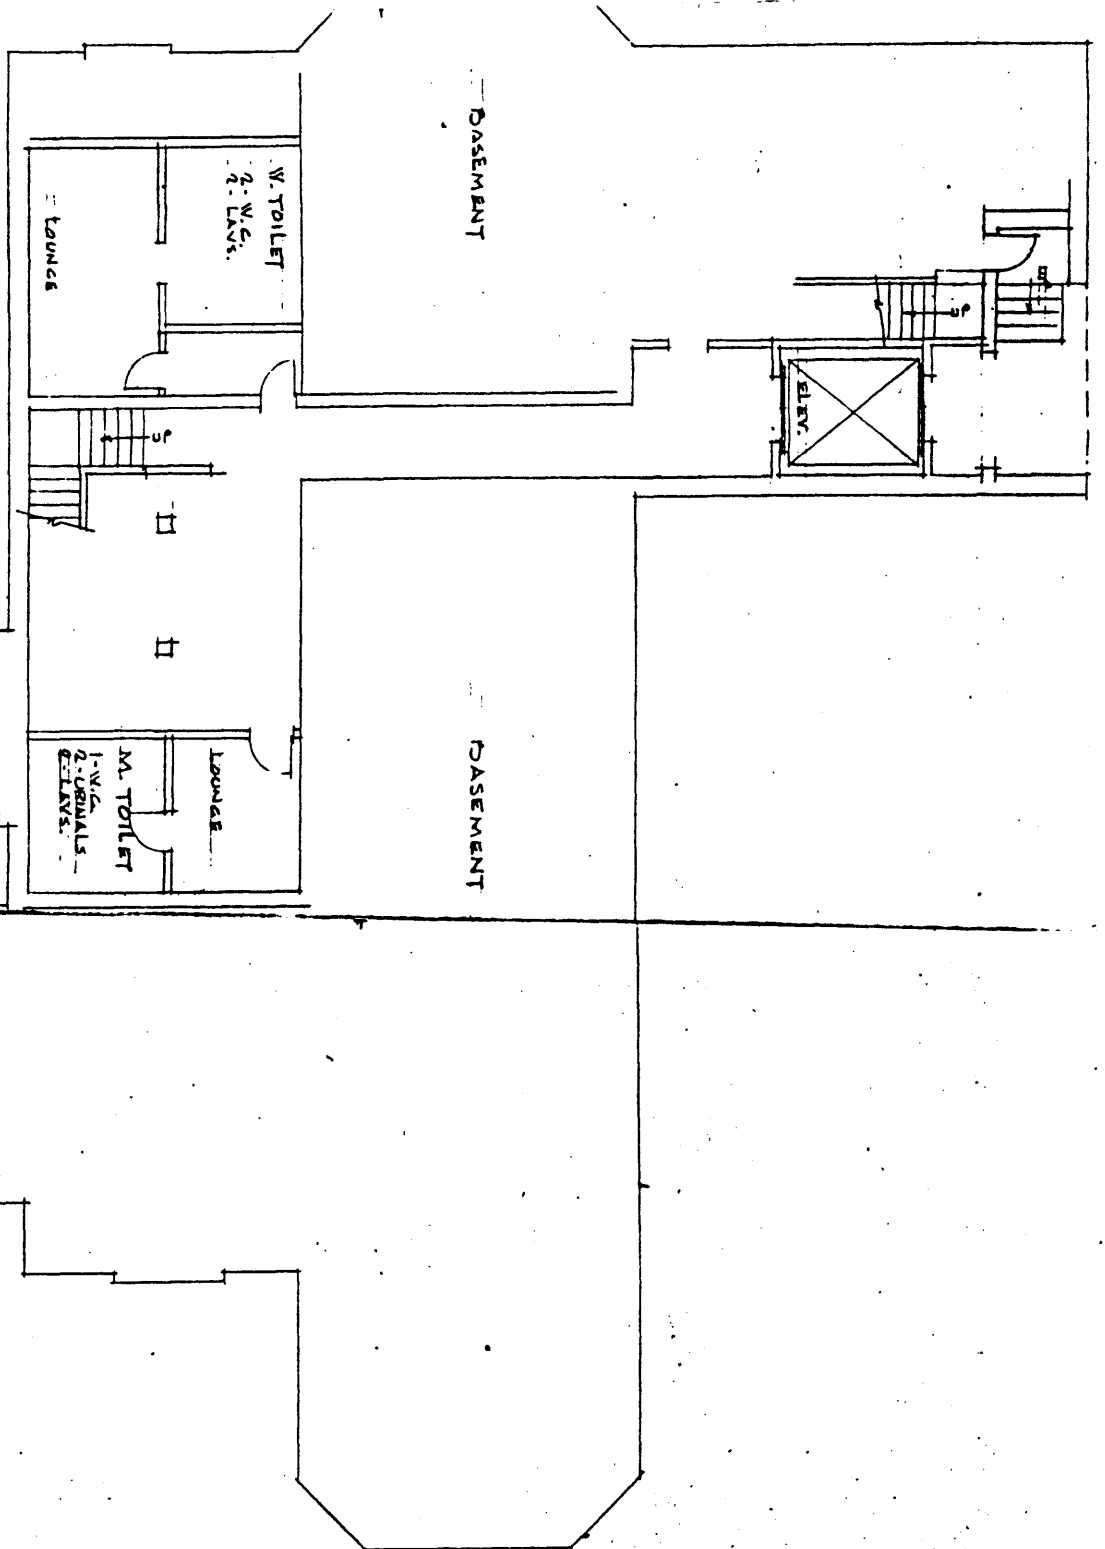 BASEMENT
W. TOILET
2 - W.C.
2 - LAVS.
LOUNGE
UP
ELEV.
UP
BASEMENT
LOUNGE
M. TOILET
1 - W.C.
2 - URINALS
2 - LAVS.